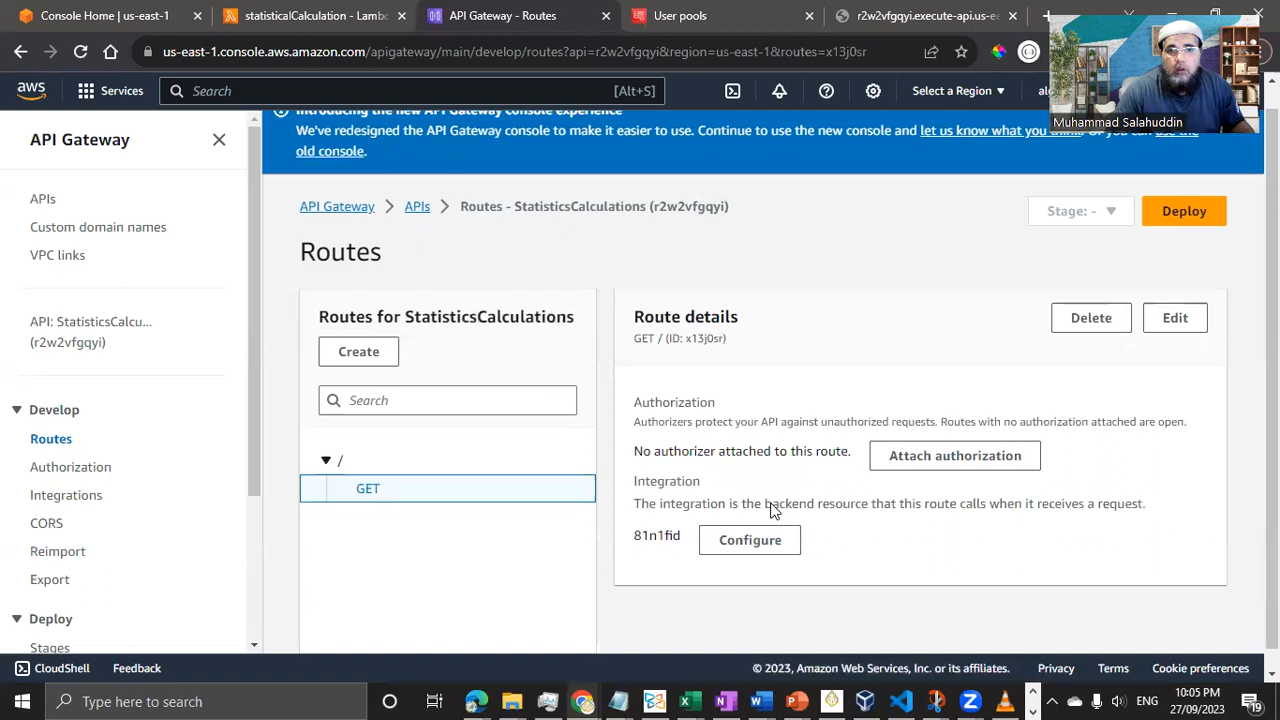 Console Home | us-east-1
statisticalCalculation - Lamb
API Gateway - Routes
User pools
r2w2vfgqyi.execute-api.us-ea
us-east-1.console.aws.amazon.com/apigateway/main/develop/routes?api=r2w2vfgqyi&region=us-east-1&routes=x13j0sr
aws
Services
Search
[Alt+S]
Select a Region
Muhammad Salahuddin
API Gateway
Introducing the new API Gateway console experience
We've redesigned the API Gateway console to make it easier to use. Continue to use the new console and let us know what you think. Or you can use the
old console.
APIs
Custom domain names
VPC links
API: StatisticsCalcu...
(r2w2vfgqyi)
Develop
Routes
Authorization
Integrations
CORS
Reimport
Export
Deploy
Stages
API Gateway
APIs
Routes - StatisticsCalculations (r2w2vfgqyi)
Stage: -
Deploy
Routes
Routes for StatisticsCalculations
Create
Search
/
GET
Route details
GET / (ID: x13j0sr)
Delete
Edit
Authorization
Authorizers protect your API against unauthorized requests. Routes with no authorization attached are open.
No authorizer attached to this route.
Attach authorization
Integration
The integration is the backend resource that this route calls when it receives a request.
81n1fid
Configure
CloudShell
Feedback
© 2023, Amazon Web Services, Inc. or its affiliates.
Privacy
Terms
Cookie preferences
Type here to search
ENG
10:05 PM
27/09/2023
19